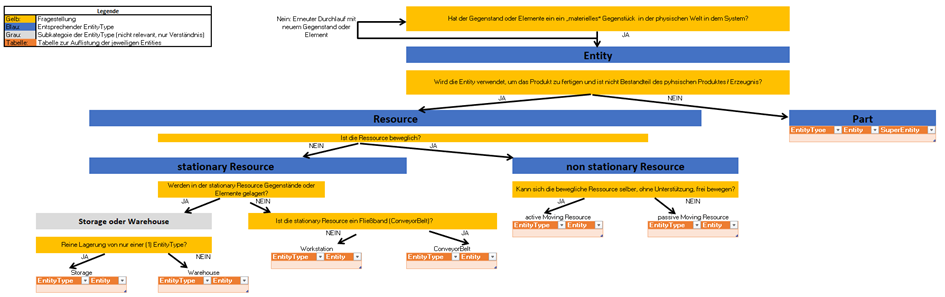 Legende
Gelb: Fragestellung
Blau: Entsprechender EntityType
Grau: Subkategoie der EntityType (nicht relevant, nur Verständnis)
Tabelle: Tabelle zur Auflistung der jeweiligen Entities
Hat der Gegenstand oder Elemente ein ein „materielles" Gegenstück in der physischen Welt in dem System?
Nein: Erneuter Durchlauf mit
neuem Gegenstand oder
Element
JA
Entity
Wird die Entity verwendet, um das Produkt zu fertigen und ist nicht Bestandteil des pyhsischen Produktes / Erzeugnis?
JA
NEIN
Resource
Part
EntityType Entity SuperEntity
Ist die Ressource beweglich?
NEIN
JA
stationary Resource
non stationary Resource
Werden in der stationary Resource Gegenstände oder
Elemente gelagert?
Kann sich die bewegliche Ressource selber, ohne Unterstützung, frei bewegen?
JA
NEIN
JA
NEIN
Storage oder Warehouse
Ist die stationary Resource ein Fließband (ConveyorBelt)?
active Moving Resource
EntityType Entity
passive Moving Resource
EntityType Entity
Reine Lagerung von nur einer (1) EntityType?
NEIN
JA
JA
NEIN
Workstation
EntityType Entity
ConveyorBelt
EntityType Entity
Storage
EntityType Entity
Warehouse
EntityType Entity